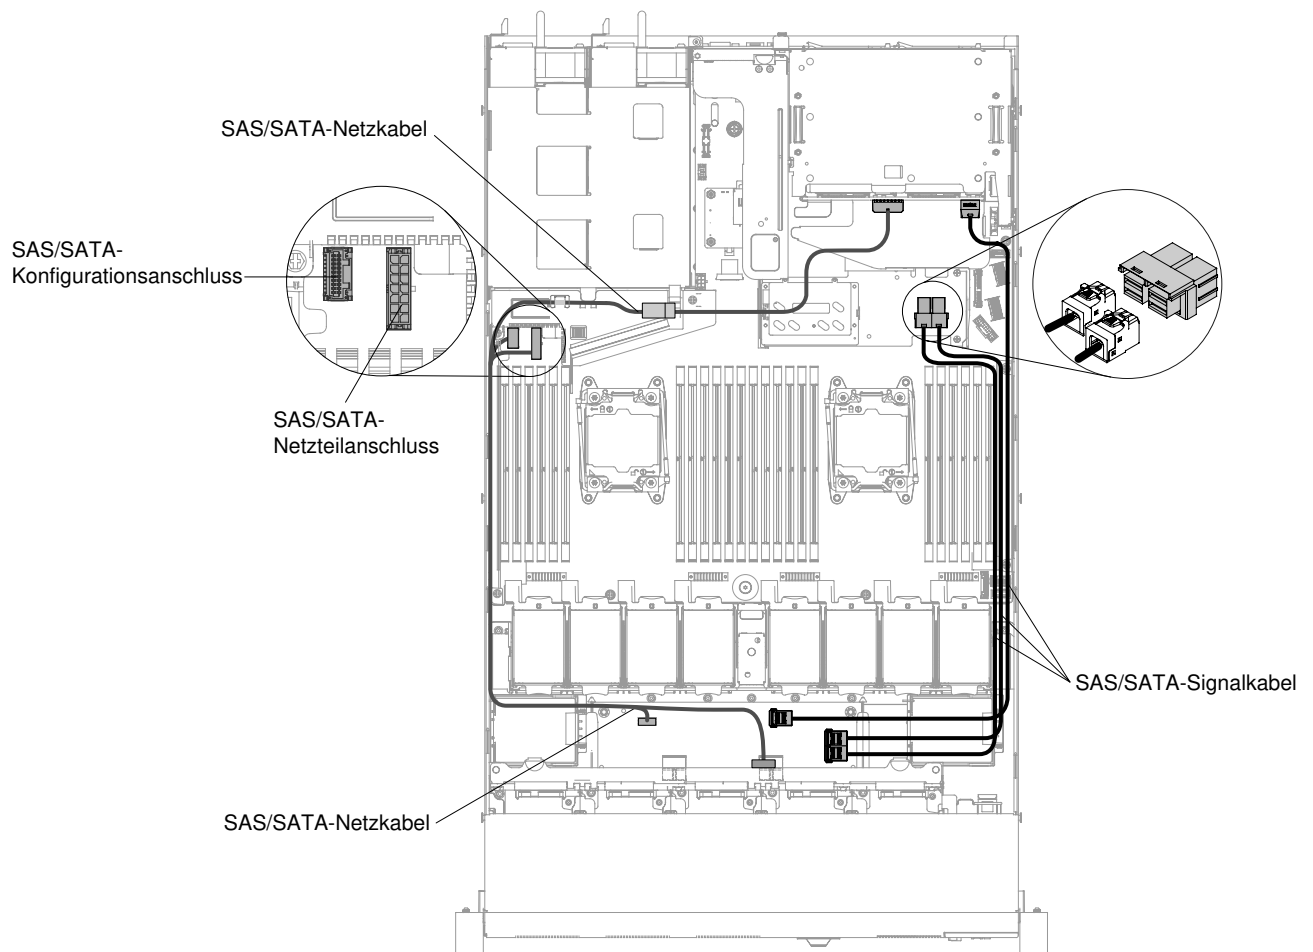 SAS/SATA-Netzkabel
SAS/SATA-
Konfigurationsanschluss
SAS/SATA-
Netzteilanschluss
SAS/SATA-Signalkabel
SAS/SATA-Netzkabel